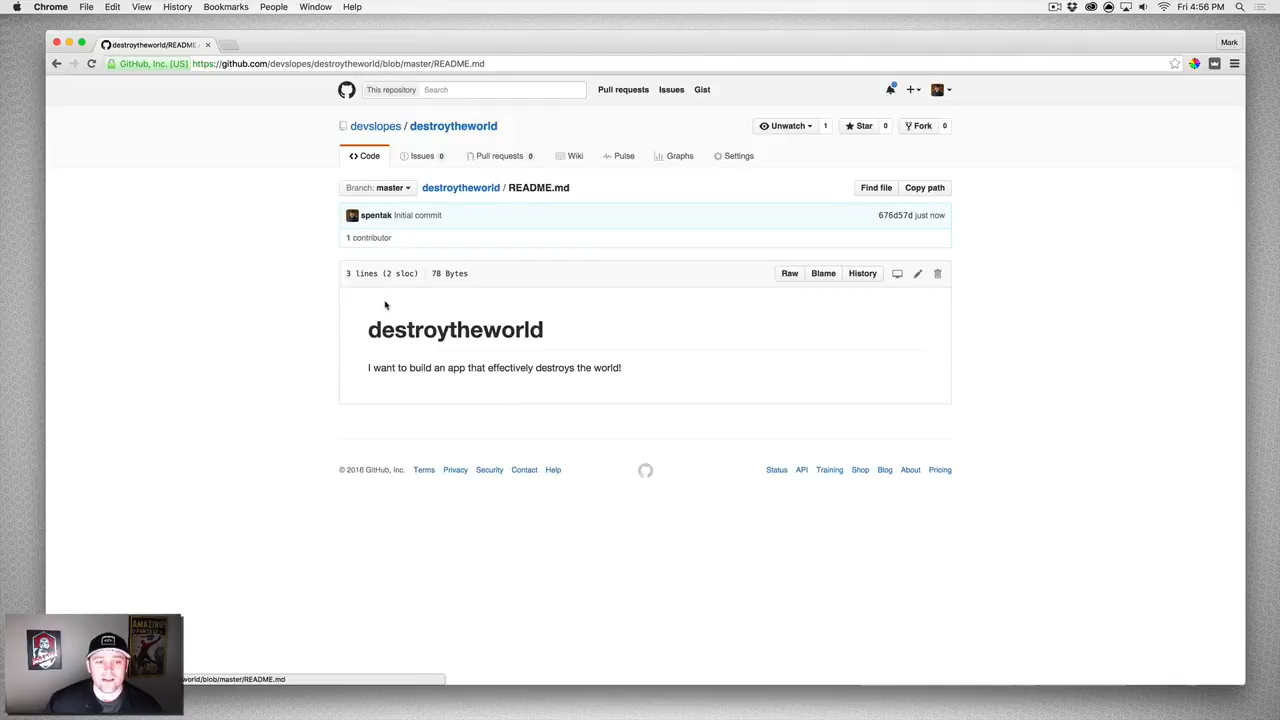 Chrome File Edit View History Bookmarks People Window Help Fri 4:56 PM
destroytheworld/README. Mark
GitHub, Inc. [US] https://github.com/devslopes/destroytheworld/blob/master/README.md
This repository Search Pull requests Issues Gist
devslopes / destroytheworld Unwatch 1 Star 0 Fork 0
Code Issues 0 Pull requests 0 Wiki Pulse Graphs Settings
Branch: master destroytheworld / README.md Find file Copy path
spentak Initial commit 676d57d just now
1 contributor
3 lines (2 sloc) 78 Bytes Raw Blame History
destroytheworld
I want to build an app that effectively destroys the world!
© 2016 GitHub, Inc. Terms Privacy Security Contact Help Status API Training Shop Blog About Pricing
AMAZING
world/blob/master/README.md